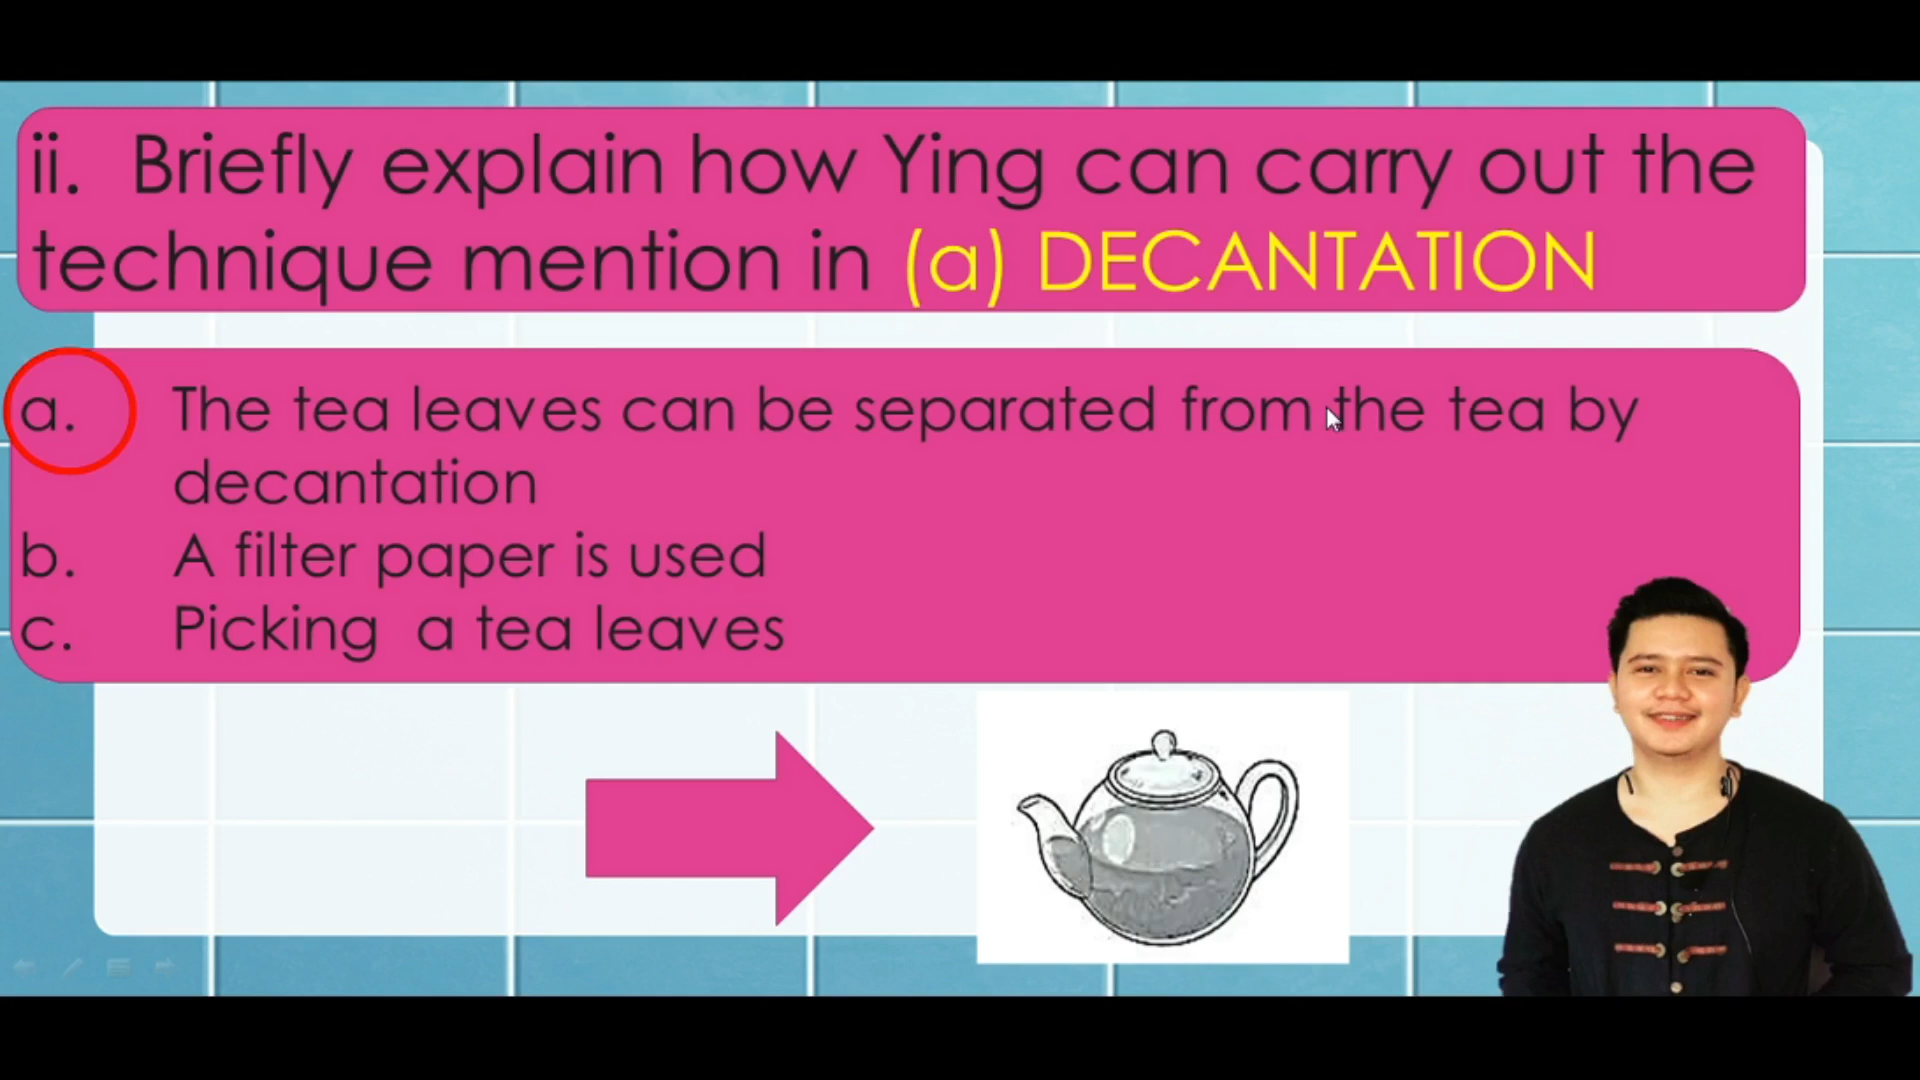 ii. Briefly explain how Ying can carry out the
technique mention in (a) DECANTATION
a. The tea leaves can be separated from the tea by
decantation
b. A filter paper is used
c. Picking a tea leaves